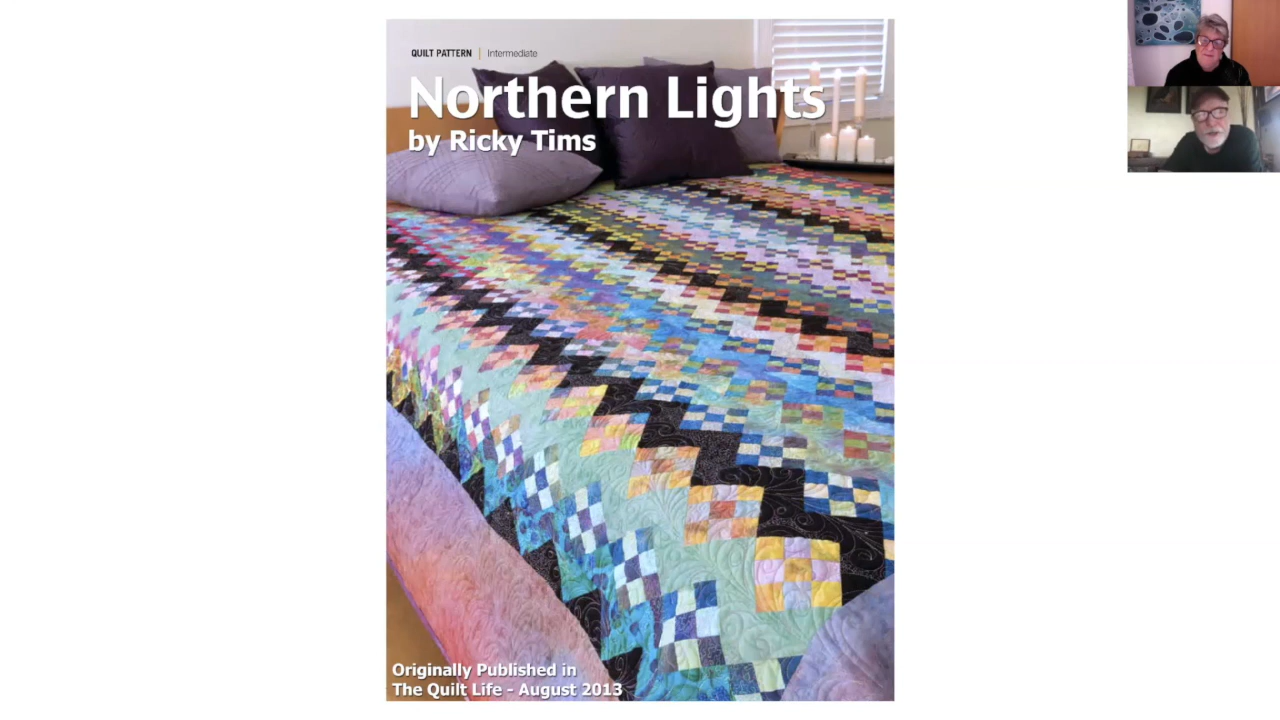 QUILT PATTERN | Intermediate
Northern Lights
by Ricky Tims
Originally Published in
The Quilt Life - August 2013